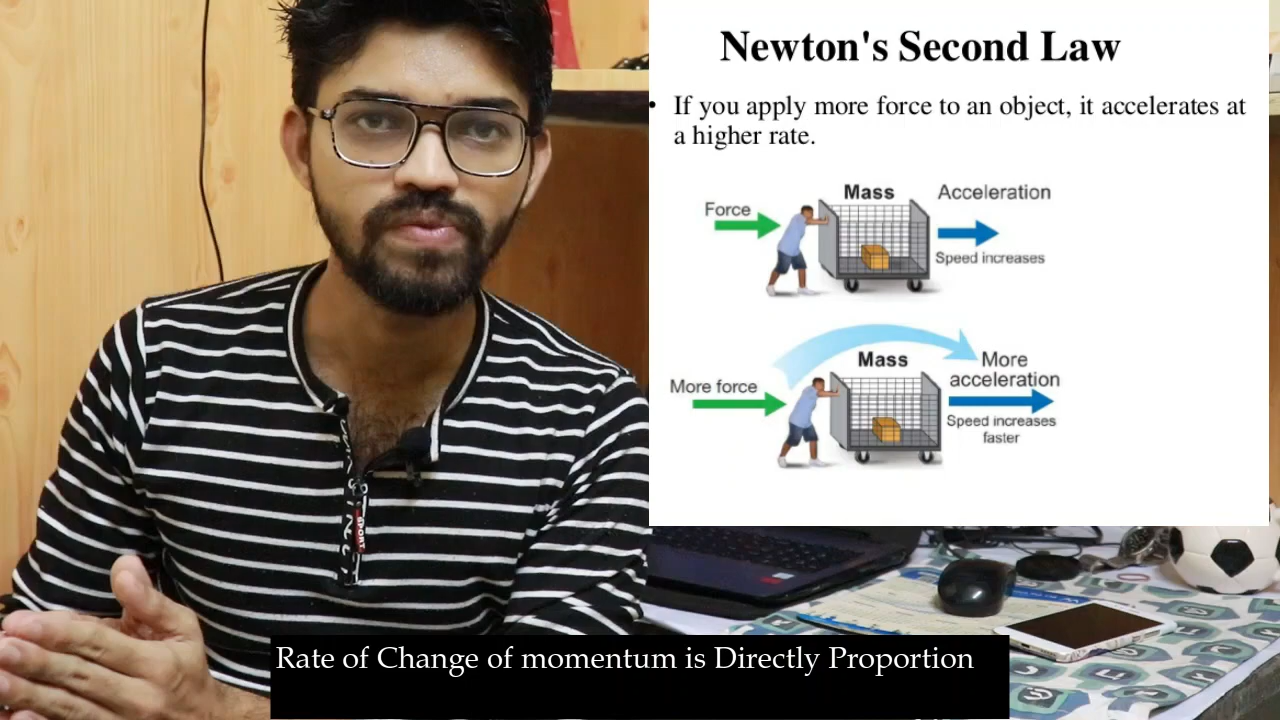 Newton's Second Law
• If you apply more force to an object, it accelerates at
a higher rate.
Mass
Acceleration
Force
Speed increases
Mass
More
acceleration
More force
Speed increases
faster
SPORT
Rate of Change of momentum is Directly Proportion